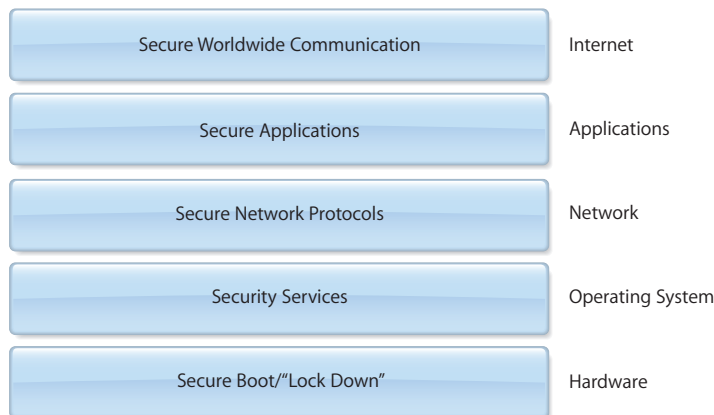 Secure Worldwide Communication Internet
Secure Applications Applications
Secure Network Protocols Network
Security Services Operating System
Secure Boot/“Lock Down” Hardware